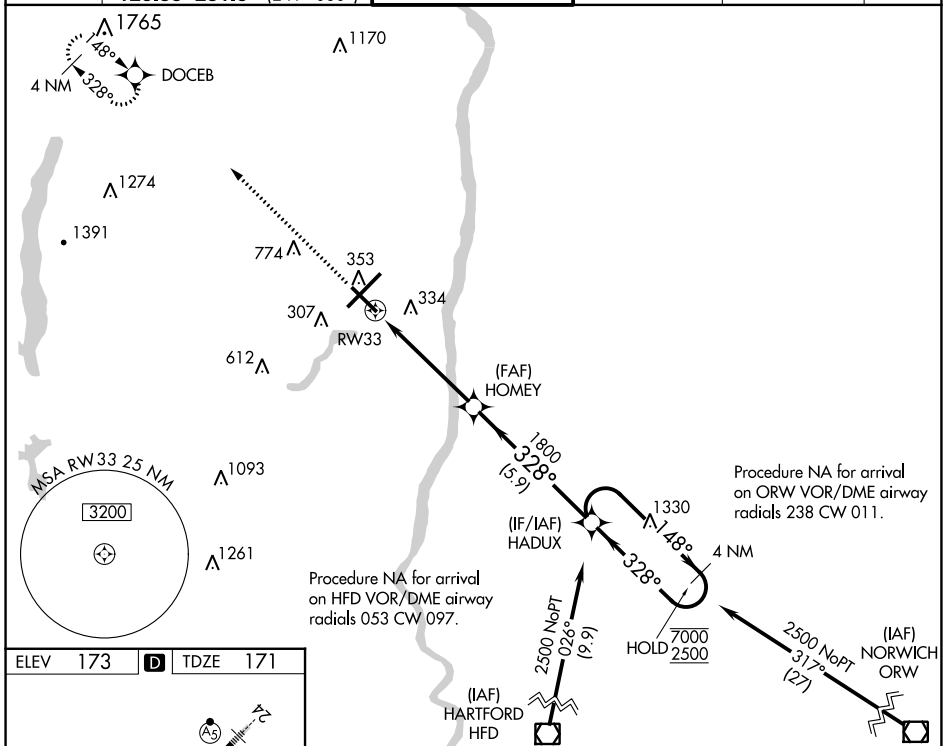 1765
1170
148°
328°
4 NM
DOCEB
1274
1391
774
353
334
307
RW33
612
(FAF)
HOMEY
1800
328°
(5.9)
MSA RW33 25 NM
3200
1093
1261
(IF/IAF)
HADUX
1330
148°
328°
4 NM
Procedure NA for arrival
on ORW VOR/DME airway
radials 238 CW 011.
Procedure NA for arrival
on HFD VOR/DME airway
radials 053 CW 097.
2500 NoPT
026°
(9.9)
HOLD 7000
2500
2500 NoPT
317°
(27)
(IAF)
NORWICH
ORW
(IAF)
HARTFORD
HFD
ELEV 173 D TDZE 171
A5
24